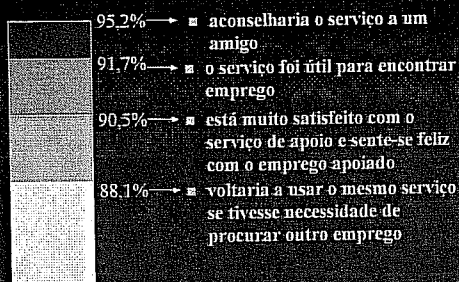 95,2% aconselharia o serviço a um
amigo
91,7% o serviço foi útil para encontrar
emprego
90,5% está muito satisfeito com o
serviço de apoio e sente-se feliz
com o emprego apoiado
88,1% voltaria a usar o mesmo serviço
se tivesse necessidade de
procurar outro emprego